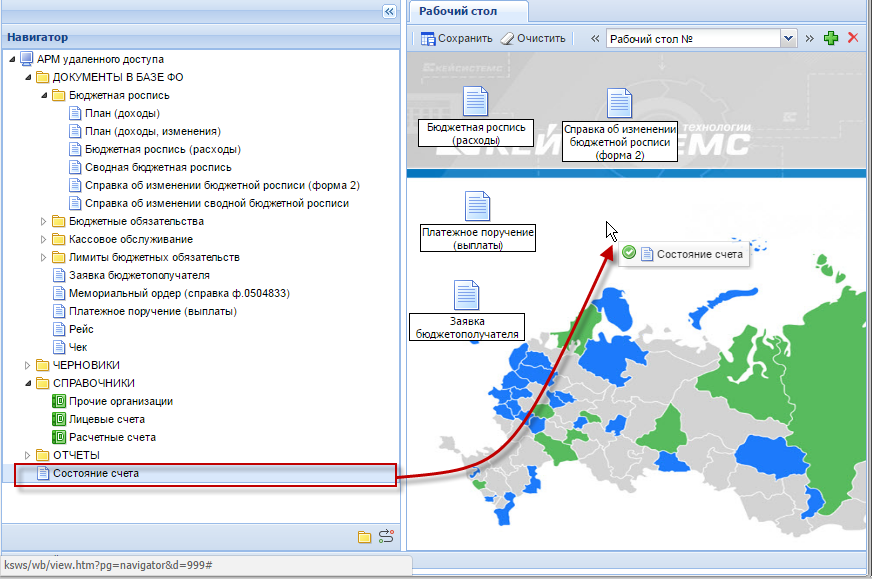 Рабочий стол
Навигатор
Сохранить
Очистить
Рабочий стол №
АРМ удаленного доступа
ДОКУМЕНТЫ В БАЗЕ ФО
Бюджетная роспись
План (доходы)
План (доходы, изменения)
Бюджетная роспись (расходы)
Сводная бюджетная роспись
Справка об изменении бюджетной росписи (форма 2)
Справка об изменении сводной бюджетной росписи
Бюджетные обязательства
Кассовое обслуживание
Лимиты бюджетных обязательств
Заявка бюджетополучателя
Мемориальный ордер (справка ф.0504833)
Платежное поручение (выплаты)
Рейс
Чек
ЧЕРНОВИКИ
СПРАВОЧНИКИ
Прочие организации
Лицевые счета
Расчетные счета
ОТЧЕТЫ
Состояние счета
КЕЙСИСТЕМС
Бюджетная роспись
(расходы)
Справка об изменении
бюджетной росписи
(форма 2)
ТЕХНОЛОГИИ
Платежное поручение
(выплаты)
Состояние счета
Заявка
бюджетополучателя
ksws/wb/view.htm?pg=navigator&d=999#